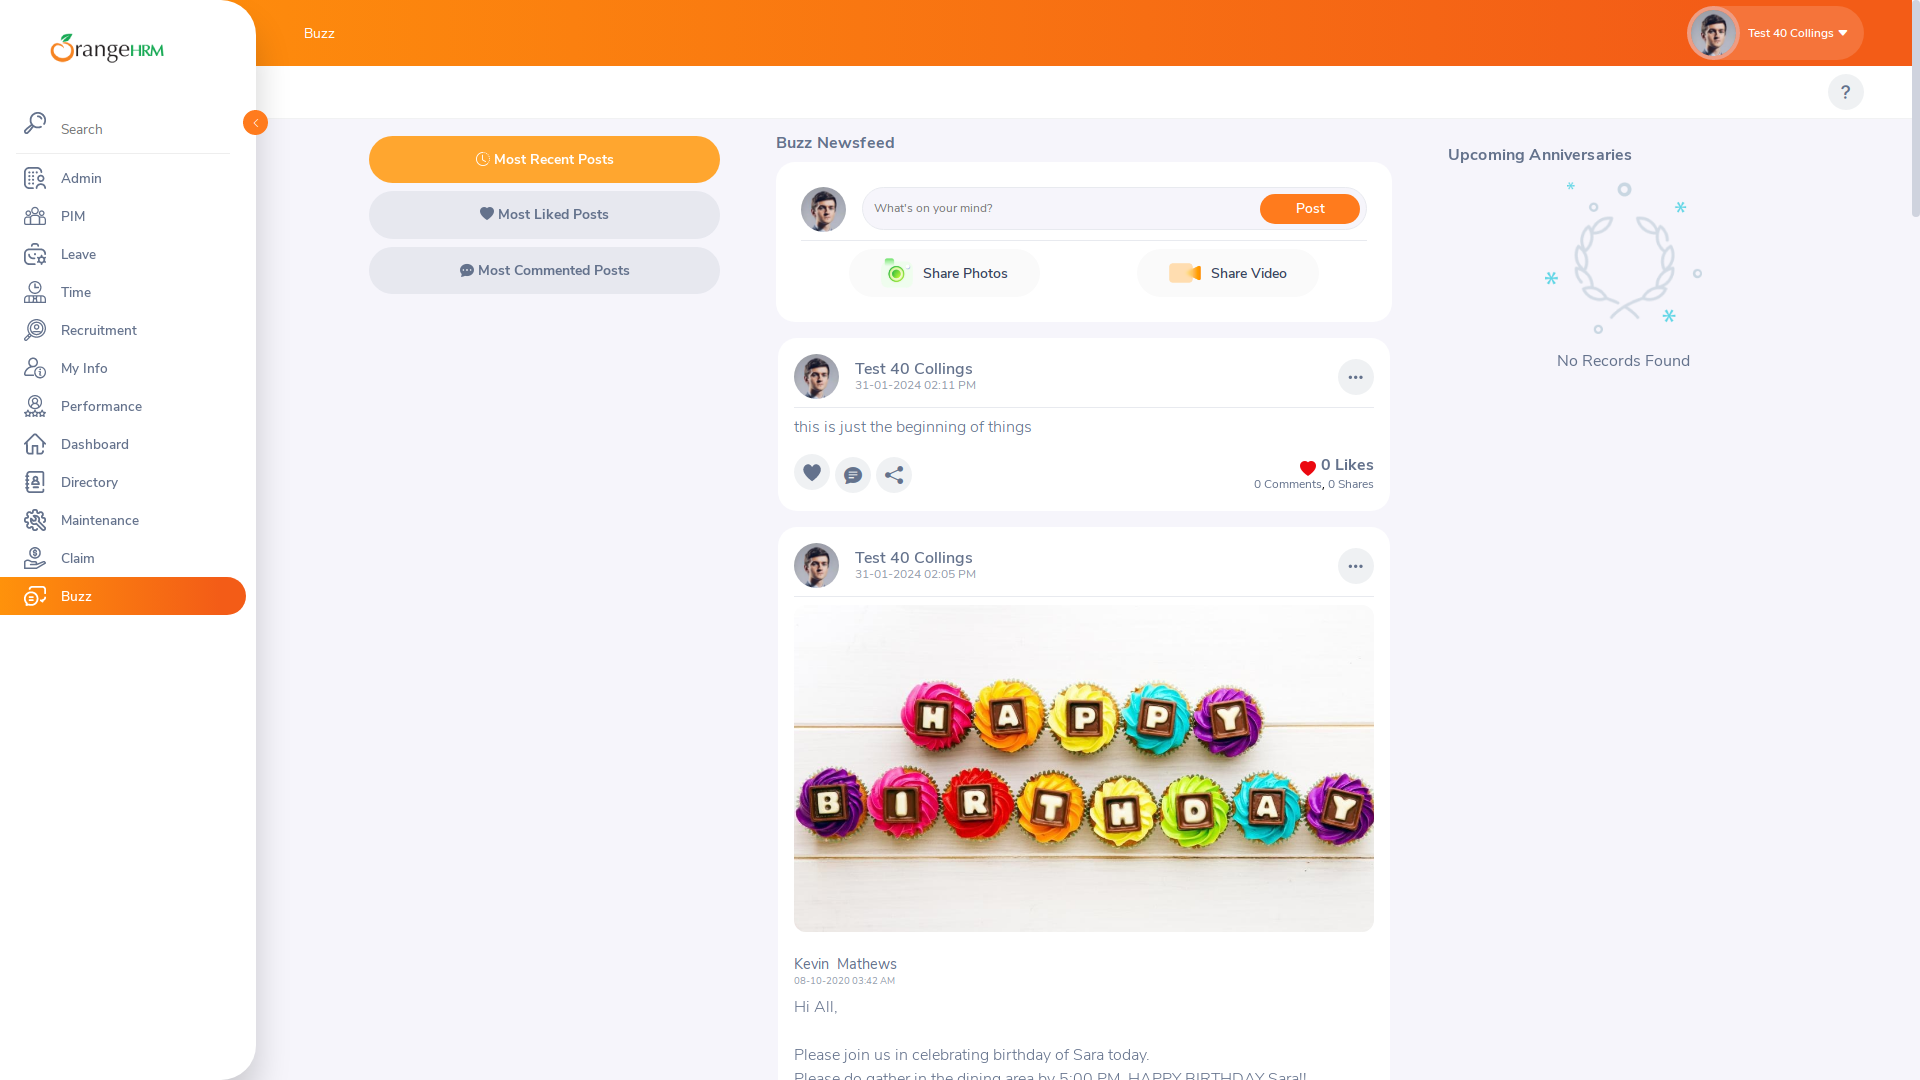 OrangeHRM
Search
Admin
PIM
Leave
Time
Recruitment
My Info
Performance
Dashboard
Directory
Maintenance
Claim
Buzz
Buzz
Test 40 Collings
?
Most Recent Posts
Most Liked Posts
Most Commented Posts
Buzz Newsfeed
What's on your mind?
Post
Share Photos
Share Video
Test 40 Collings
31-01-2024 02:11 PM
this is just the beginning of things
0 Likes
0 Comments, 0 Shares
Test 40 Collings
31-01-2024 02:05 PM
HAPPY
BIRTHDAY
Kevin Mathews
08-10-2020 03:42 AM
Hi All,
Please join us in celebrating birthday of Sara today.
Please do gather in the dining area by 5:00 PM. HAPPY BIRTHDAY Sara!!
Upcoming Anniversaries
No Records Found